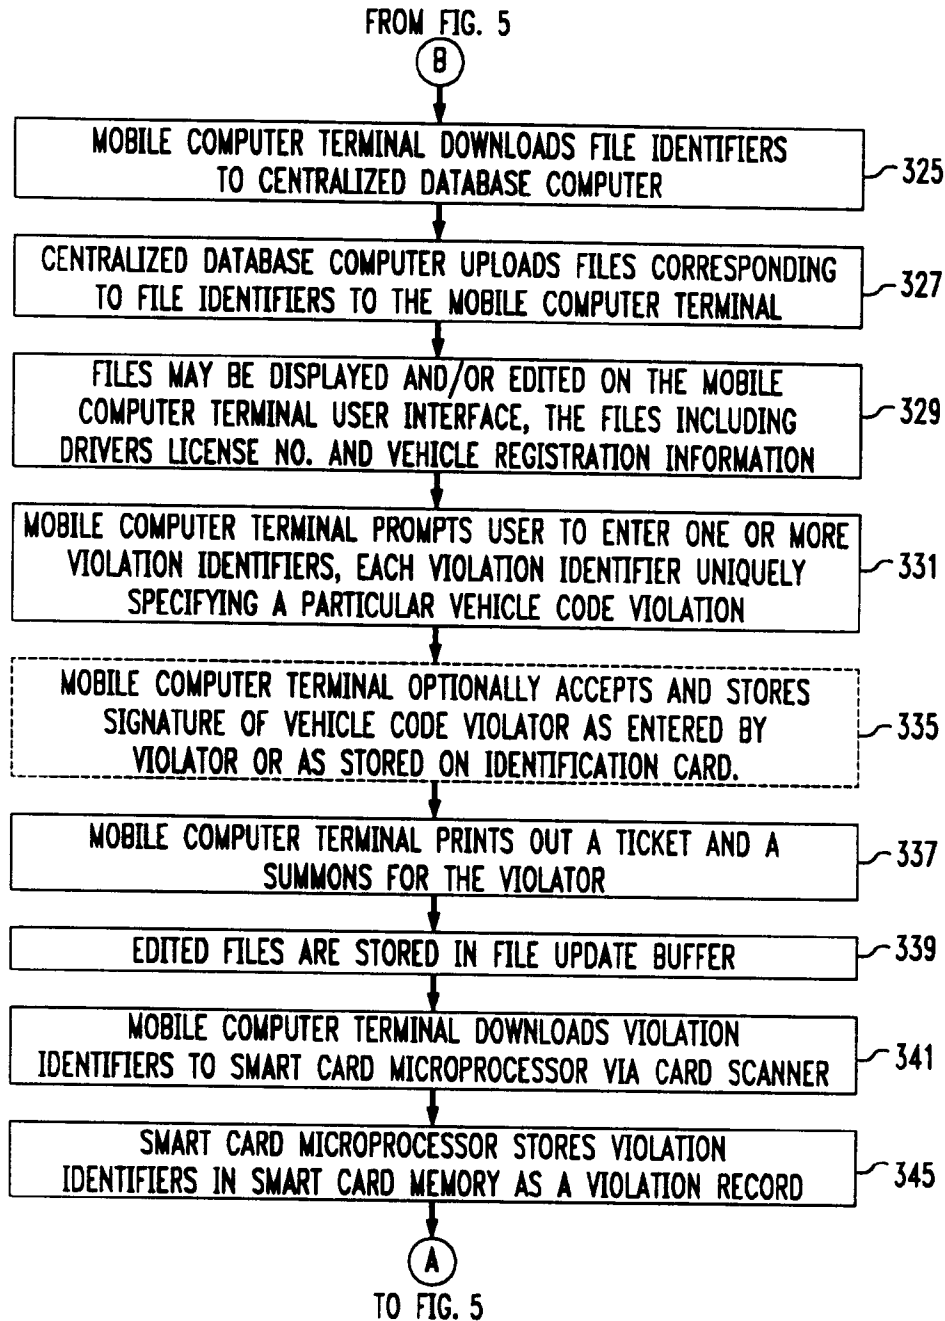 FROM FIG. 5
B
MOBILE COMPUTER TERMINAL DOWNLOADS FILE IDENTIFIERS
TO CENTRALIZED DATABASE COMPUTER
325
CENTRALIZED DATABASE COMPUTER UPLOADS FILES CORRESPONDING
TO FILE IDENTIFIERS TO THE MOBILE COMPUTER TERMINAL
327
FILES MAY BE DISPLAYED AND/OR EDITED ON THE MOBILE
COMPUTER TERMINAL USER INTERFACE, THE FILES INCLUDING
DRIVERS LICENSE NO. AND VEHICLE REGISTRATION INFORMATION
329
MOBILE COMPUTER TERMINAL PROMPTS USER TO ENTER ONE OR MORE
VIOLATION IDENTIFIERS, EACH VIOLATION IDENTIFIER UNIQUELY
SPECIFYING A PARTICULAR VEHICLE CODE VIOLATION
331
MOBILE COMPUTER TERMINAL OPTIONALLY ACCEPTS AND STORES
SIGNATURE OF VEHICLE CODE VIOLATOR AS ENTERED BY
VIOLATOR OR AS STORED ON IDENTIFICATION CARD.
335
MOBILE COMPUTER TERMINAL PRINTS OUT A TICKET AND A
SUMMONS FOR THE VIOLATOR
337
EDITED FILES ARE STORED IN FILE UPDATE BUFFER
339
MOBILE COMPUTER TERMINAL DOWNLOADS VIOLATION
IDENTIFIERS TO SMART CARD MICROPROCESSOR VIA CARD SCANNER
341
SMART CARD MICROPROCESSOR STORES VIOLATION
IDENTIFIERS IN SMART CARD MEMORY AS A VIOLATION RECORD
345
A
TO FIG. 5